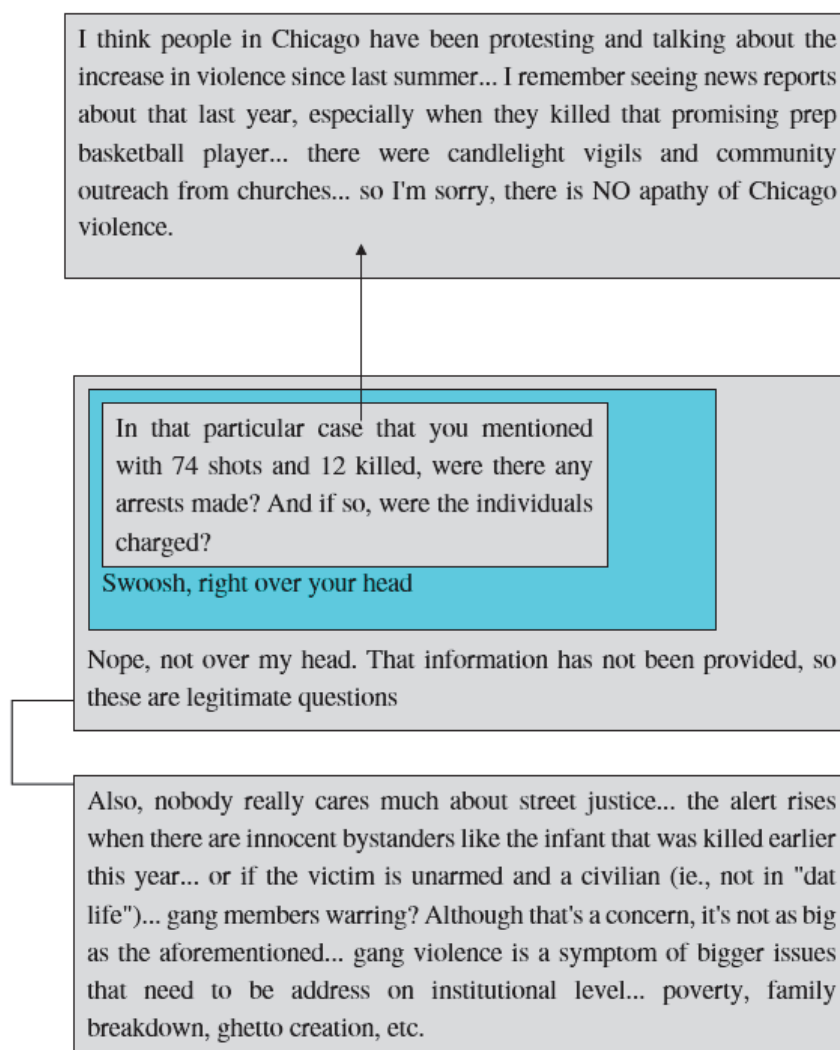 I think people in Chicago have been protesting and talking about the
increase in violence since last summer... I remember seeing news reports
about that last year, especially when they killed that promising prep
basketball player... there were candlelight vigils and community
outreach from churches... so I'm sorry, there is NO apathy of Chicago
violence.
In that particular case that you mentioned
with 74 shots and 12 killed, were there any
arrests made? And if so, were the individuals
charged?
Swoosh, right over your head
Nope, not over my head. That information has not been provided, so
these are legitimate questions
Also, nobody really cares much about street justice... the alert rises
when there are innocent bystanders like the infant that was killed earlier
this year... or if the victim is unarmed and a civilian (ie., not in "dat
life")... gang members warring? Although that's a concern, it's not as big
as the aforementioned... gang violence is a symptom of bigger issues
that need to be address on institutional level... poverty, family
breakdown, ghetto creation, etc.